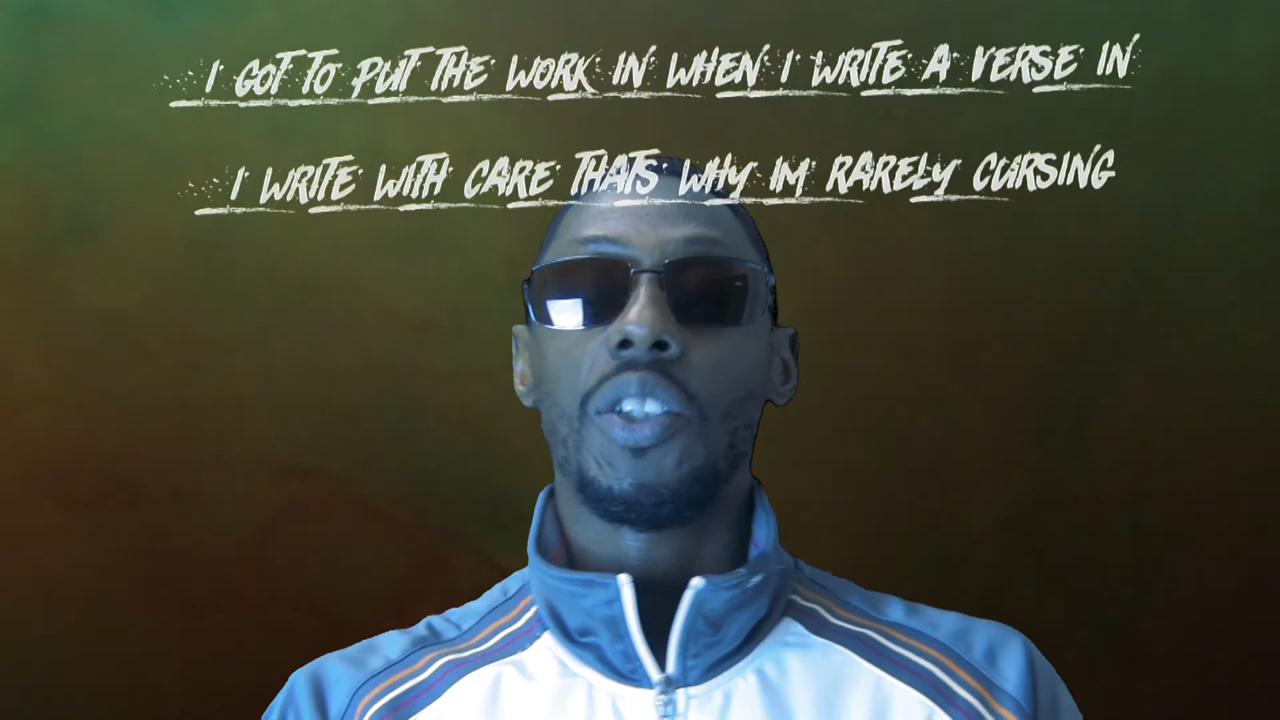 I GOT TO PUT THE WORK IN WHEN I WRITE A VERSE IN
I WRITE WITH CARE THATS WHY IM RARELY CURSING